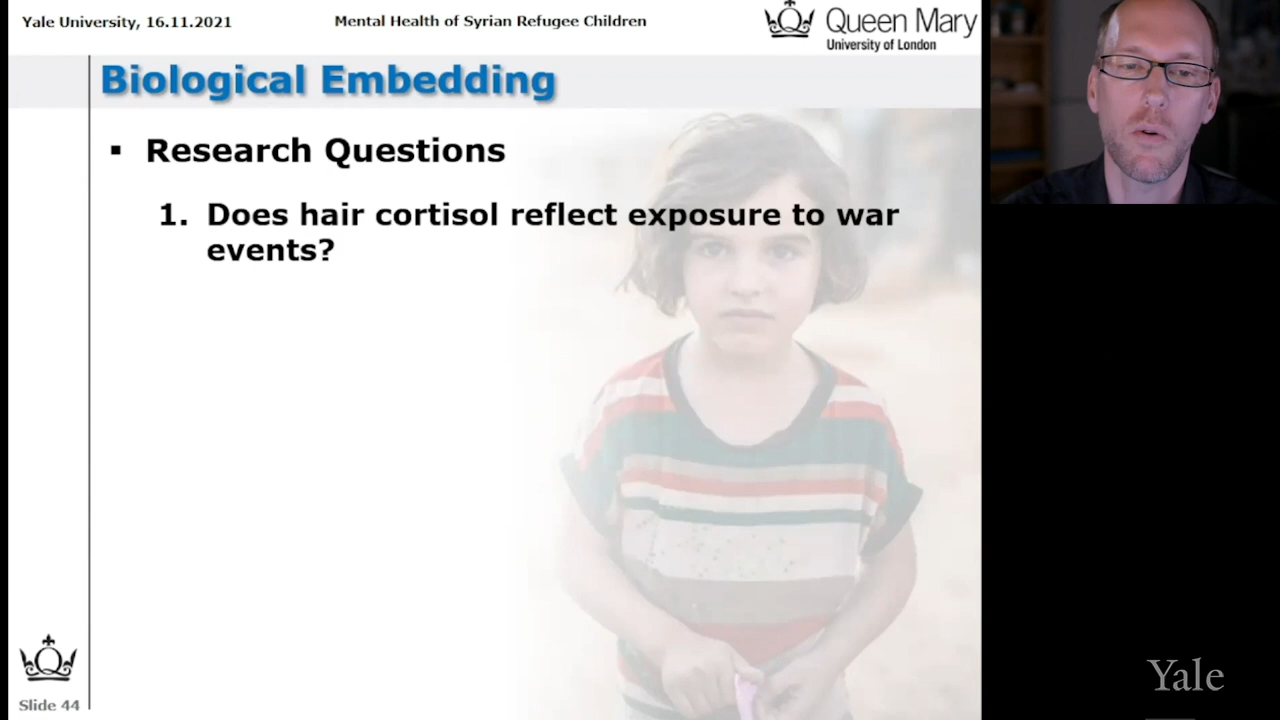 Yale University, 16.11.2021
Mental Health of Syrian Refugee Children
Queen Mary
University of London
Biological Embedding
▪ Research Questions
1. Does hair cortisol reflect exposure to war
events?
Slide 44
Yale